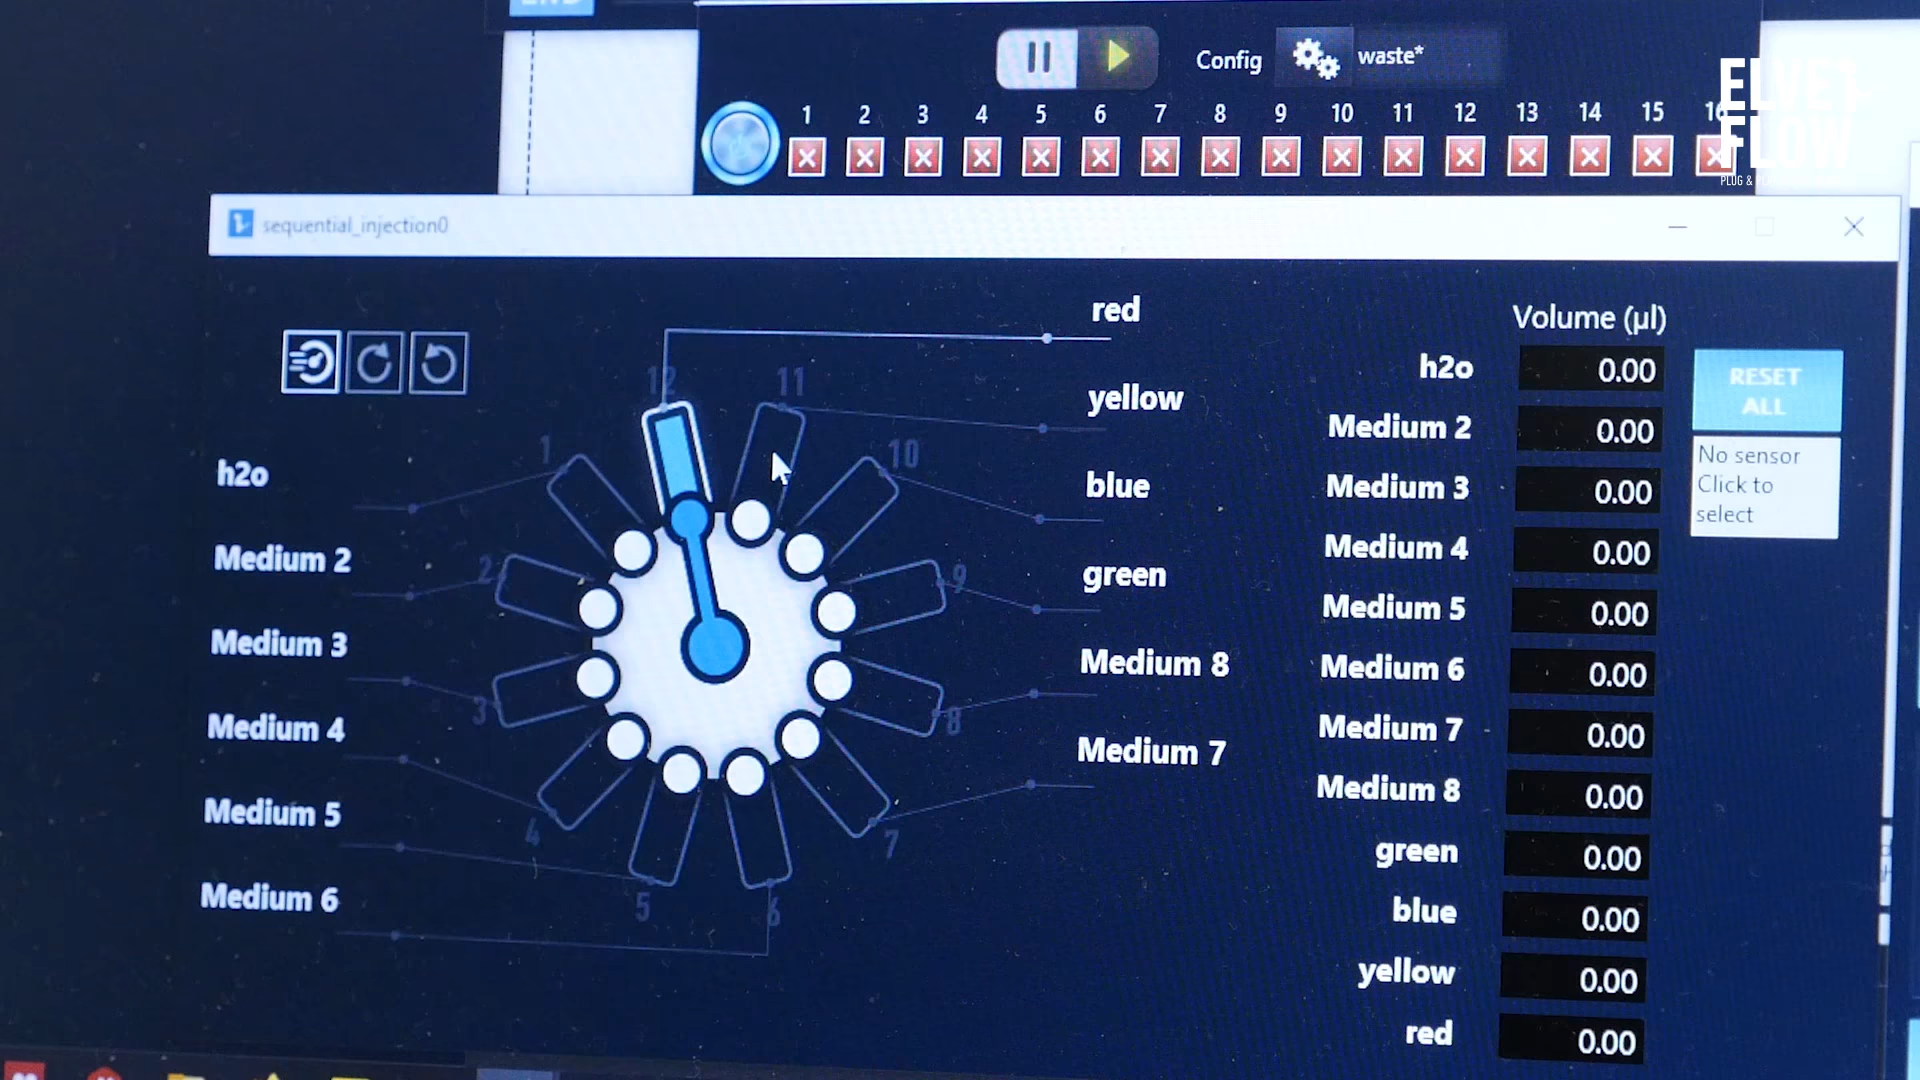 END
Config
waste*
ELVE
FLOW
PLUG &
1 2 3 4 5 6 7 8 9 10 11 12 13 14 15 16
sequential_injection0
red
yellow
blue
green
Medium 8
Medium 7
h2o
Medium 2
Medium 3
Medium 4
Medium 5
Medium 6
12
11
1
10
2
9
3
8
4
7
5
6
Volume (µl)
h2o 0.00
Medium 2 0.00
Medium 3 0.00
Medium 4 0.00
Medium 5 0.00
Medium 6 0.00
Medium 7 0.00
Medium 8 0.00
green 0.00
blue 0.00
yellow 0.00
red 0.00
RESET
ALL
No sensor
Click to
select